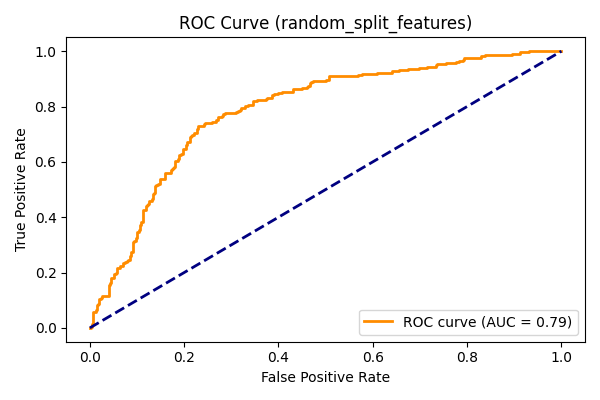 ROC Curve (random_split_features)
True Positive Rate
1.0
0.8
0.6
0.4
0.2
0.0
ROC curve (AUC = 0.79)
0.0 0.2 0.4 0.6 0.8 1.0
False Positive Rate